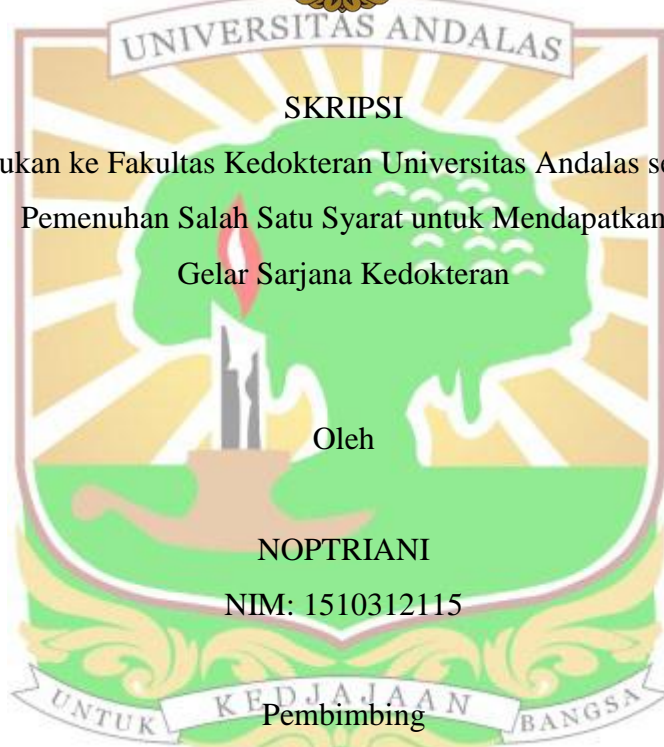 UNIVERSITAS ANDALAS
SKRIPSI
ukan ke Fakultas Kedokteran Universitas Andalas se
Pemenuhan Salah Satu Syarat untuk Mendapatkan
Gelar Sarjana Kedokteran
Oleh
NOPTRIANI
NIM: 1510312115
UNTUK KEDJAJAAN BANGSA
Pembimbing